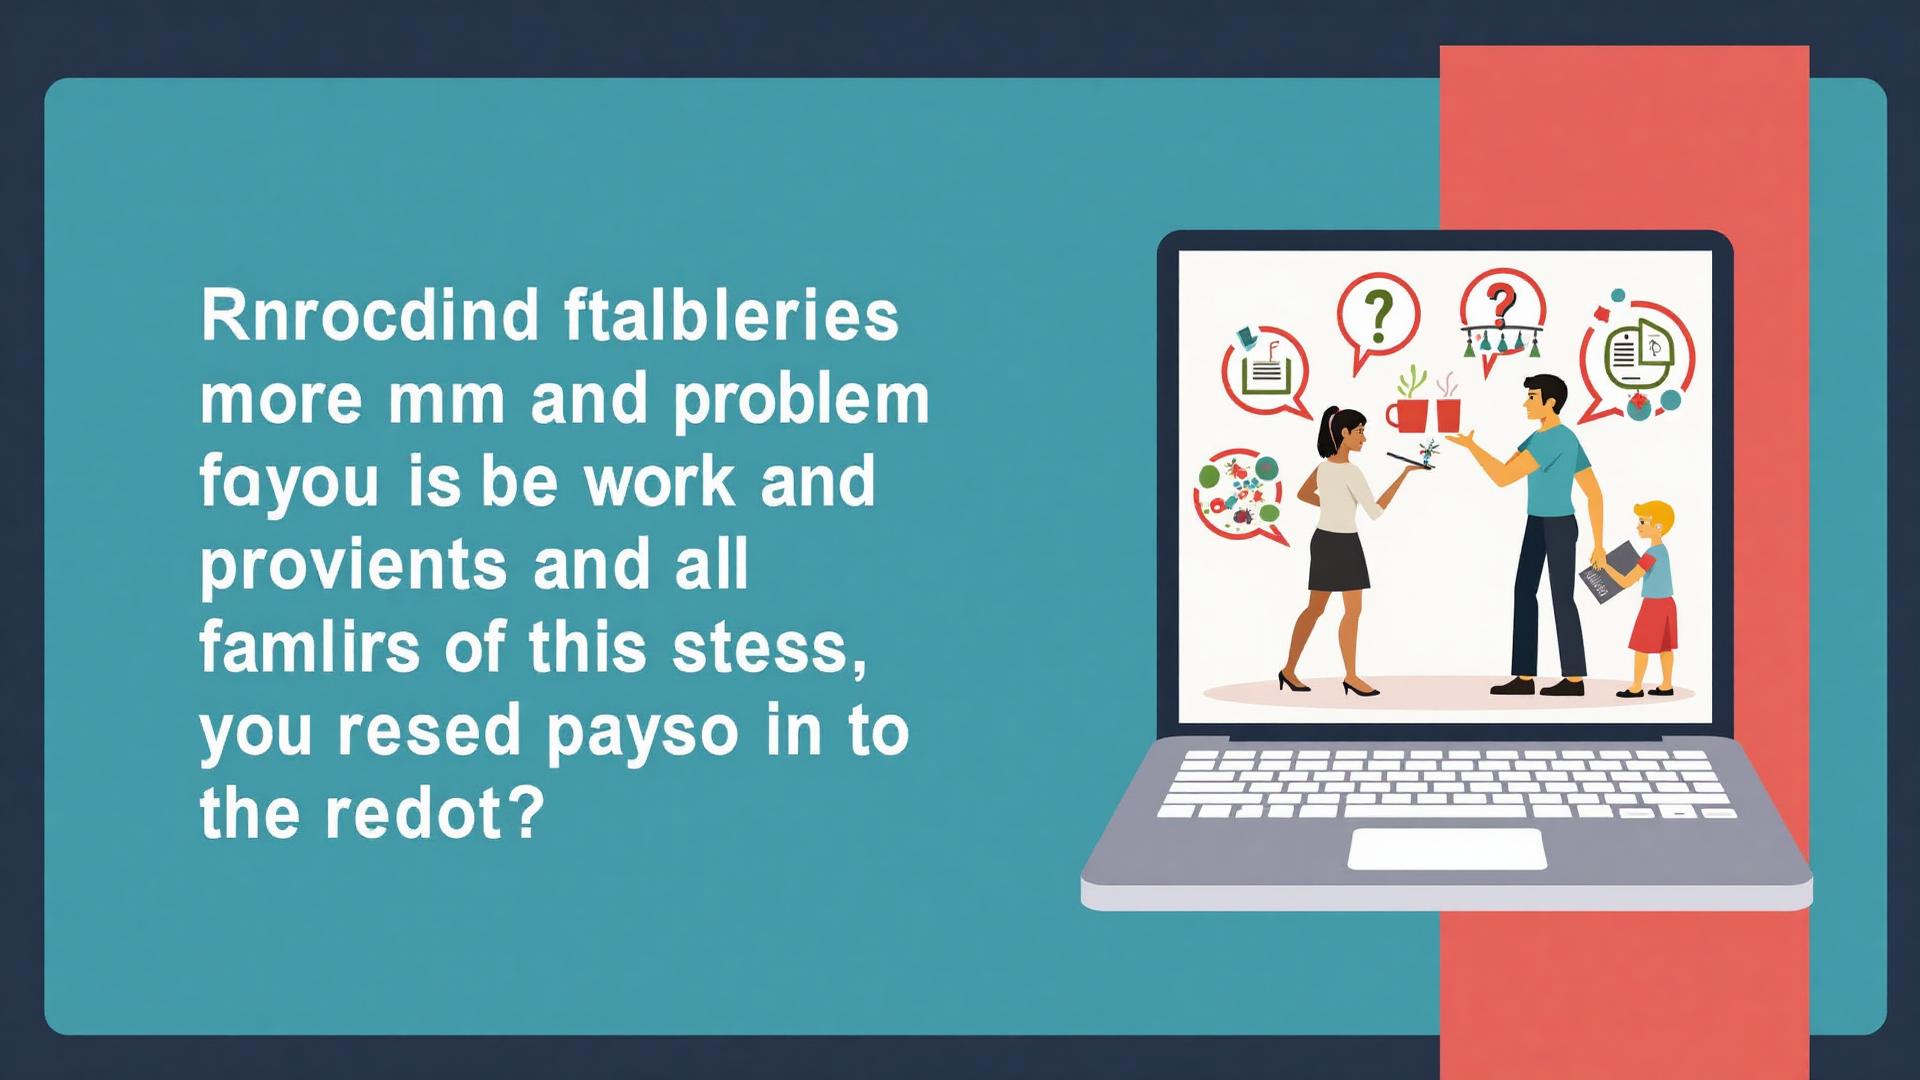 Rnrocdind ftalbleries
more mm and problem
fayou is be work and
provients and all
famlirs of this stess,
you resed payso in to
the redot?
? ?